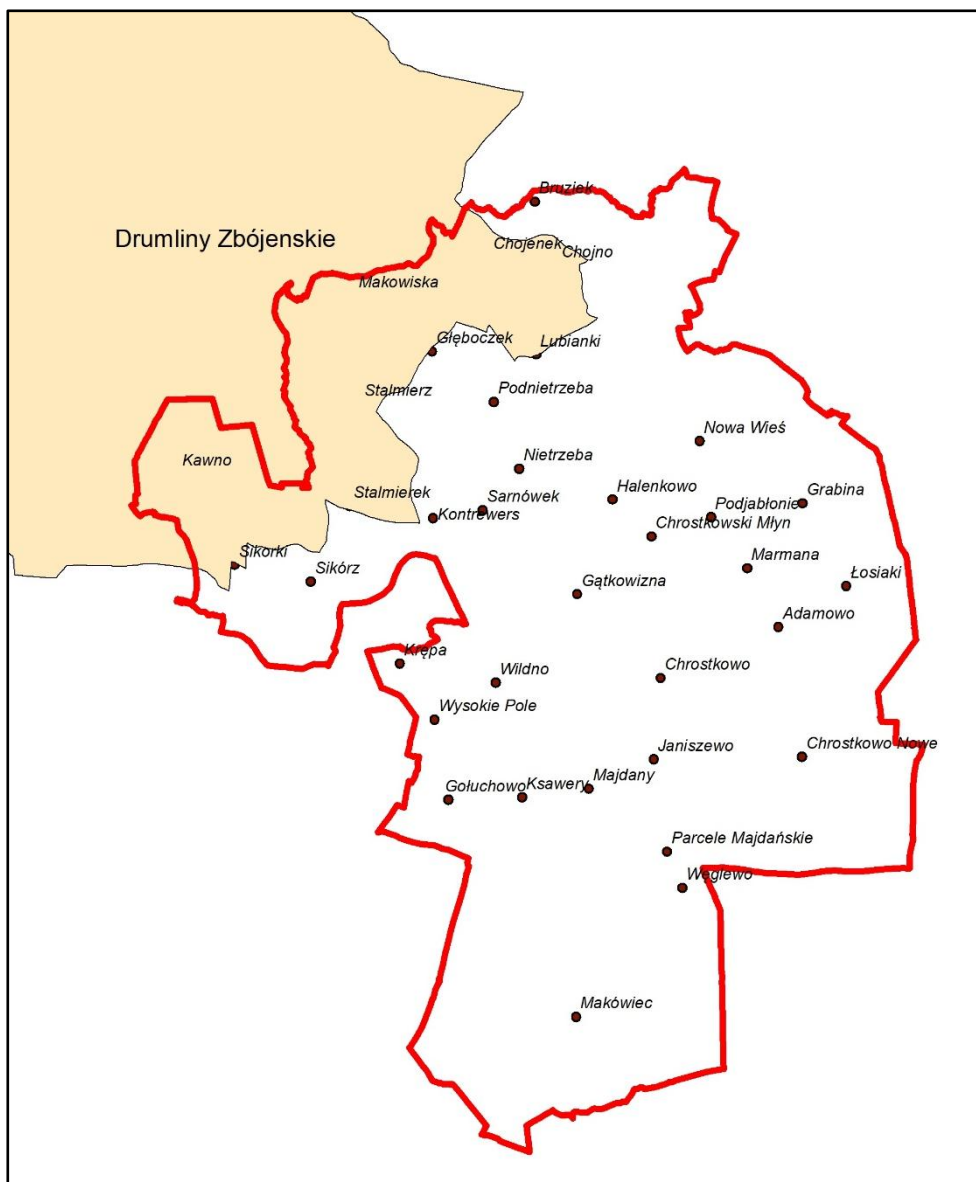 Bruziek
Drumliny Zbójenskie
Chojenek
Chojno
Makowiska
Głęboczek
Lubianki
Stalmierz
Podnietrzeba
Nowa Wieś
Kawno
Nietrzeba
Stalmierek
Sarnówek
Halenkowo
Podjabłonie
Grabina
Kontrewers
Chrostkowski Młyn
Sikorki
Sikórz
Marmana
Łosiaki
Gątkowizna
Adamowo
Krępa
Wildno
Chrostkowo
Wysokie Pole
Janiszewo
Chrostkowo Nowe
Gołuchowo
Ksawery
Majdany
Parcele Majdańskie
Węglewo
Makówiec